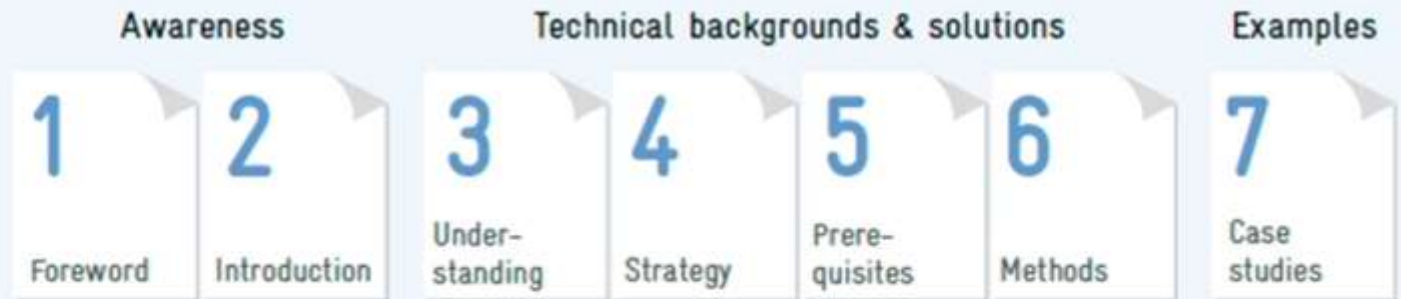 Awareness
Technical backgrounds & solutions
Examples
1
Foreword
2
Introduction
3
Under-
standing
4
Strategy
5
Prere-
quisites
6
Methods
7
Case
studies